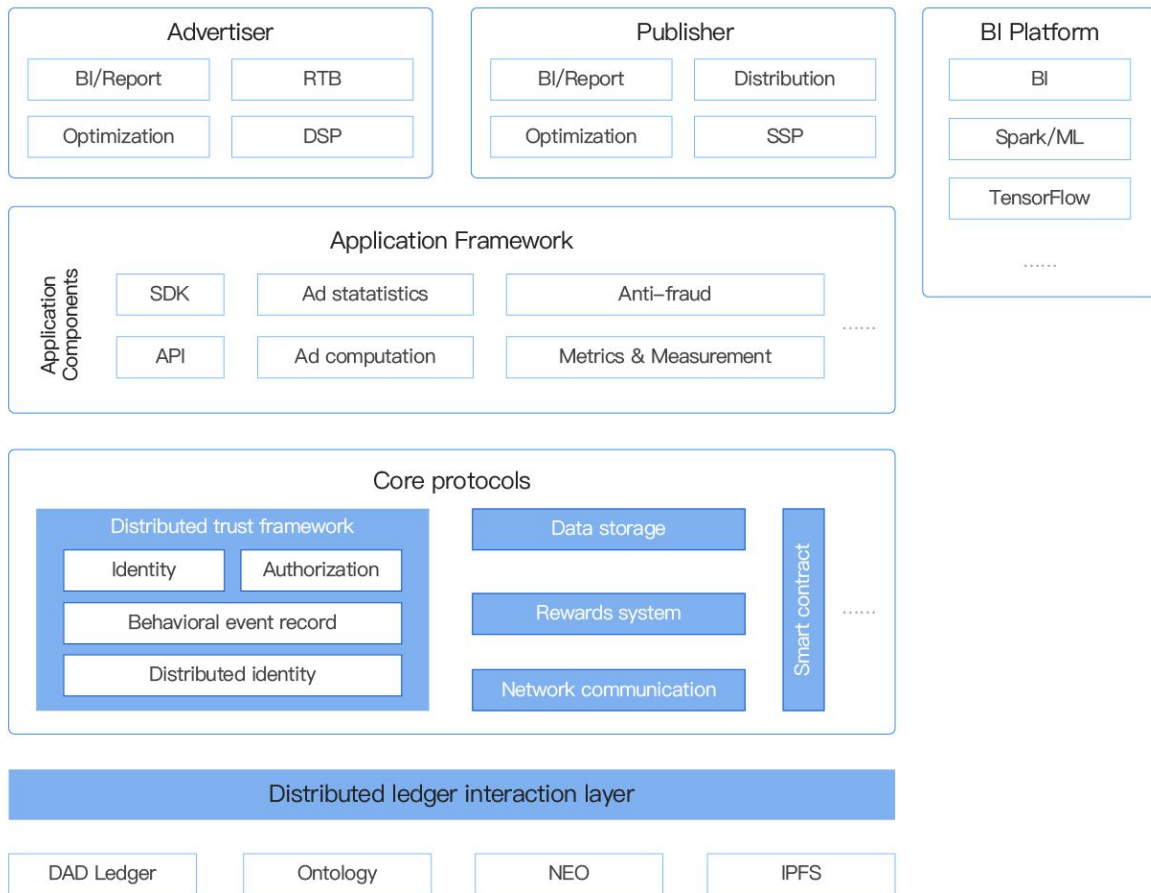 Advertiser
BI/Report
RTB
Optimization
DSP
Publisher
BI/Report
Distribution
Optimization
SSP
BI Platform
BI
Spark/ML
TensorFlow
......
Application Framework
Application
Components
SDK
Ad statatistics
Anti-fraud
API
Ad computation
Metrics & Measurement
......
Core protocols
Distributed trust framework
Identity
Authorization
Behavioral event record
Distributed identity
Data storage
Rewards system
Network communication
Smart contract
......
Distributed ledger interaction layer
DAD Ledger
Ontology
NEO
IPFS